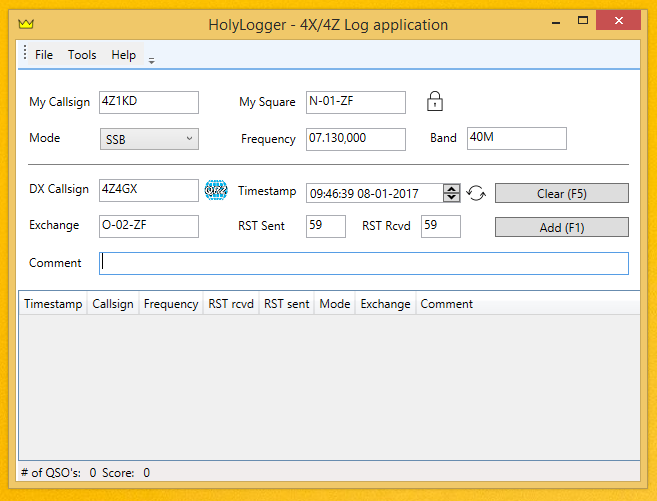 HolyLogger - 4X/4Z Log application
File Tools Help
My Callsign 4Z1KD My Square N-01-ZF
Mode SSB Frequency 07.130,000 Band 40M
DX Callsign 4Z4GX QRZ Timestamp 09:46:39 08-01-2017 Clear (F5)
Exchange O-02-ZF RST Sent 59 RST Rcvd 59 Add (F1)
Comment
Timestamp Callsign Frequency RST rcvd RST sent Mode Exchange Comment
# of QSO's: 0 Score: 0